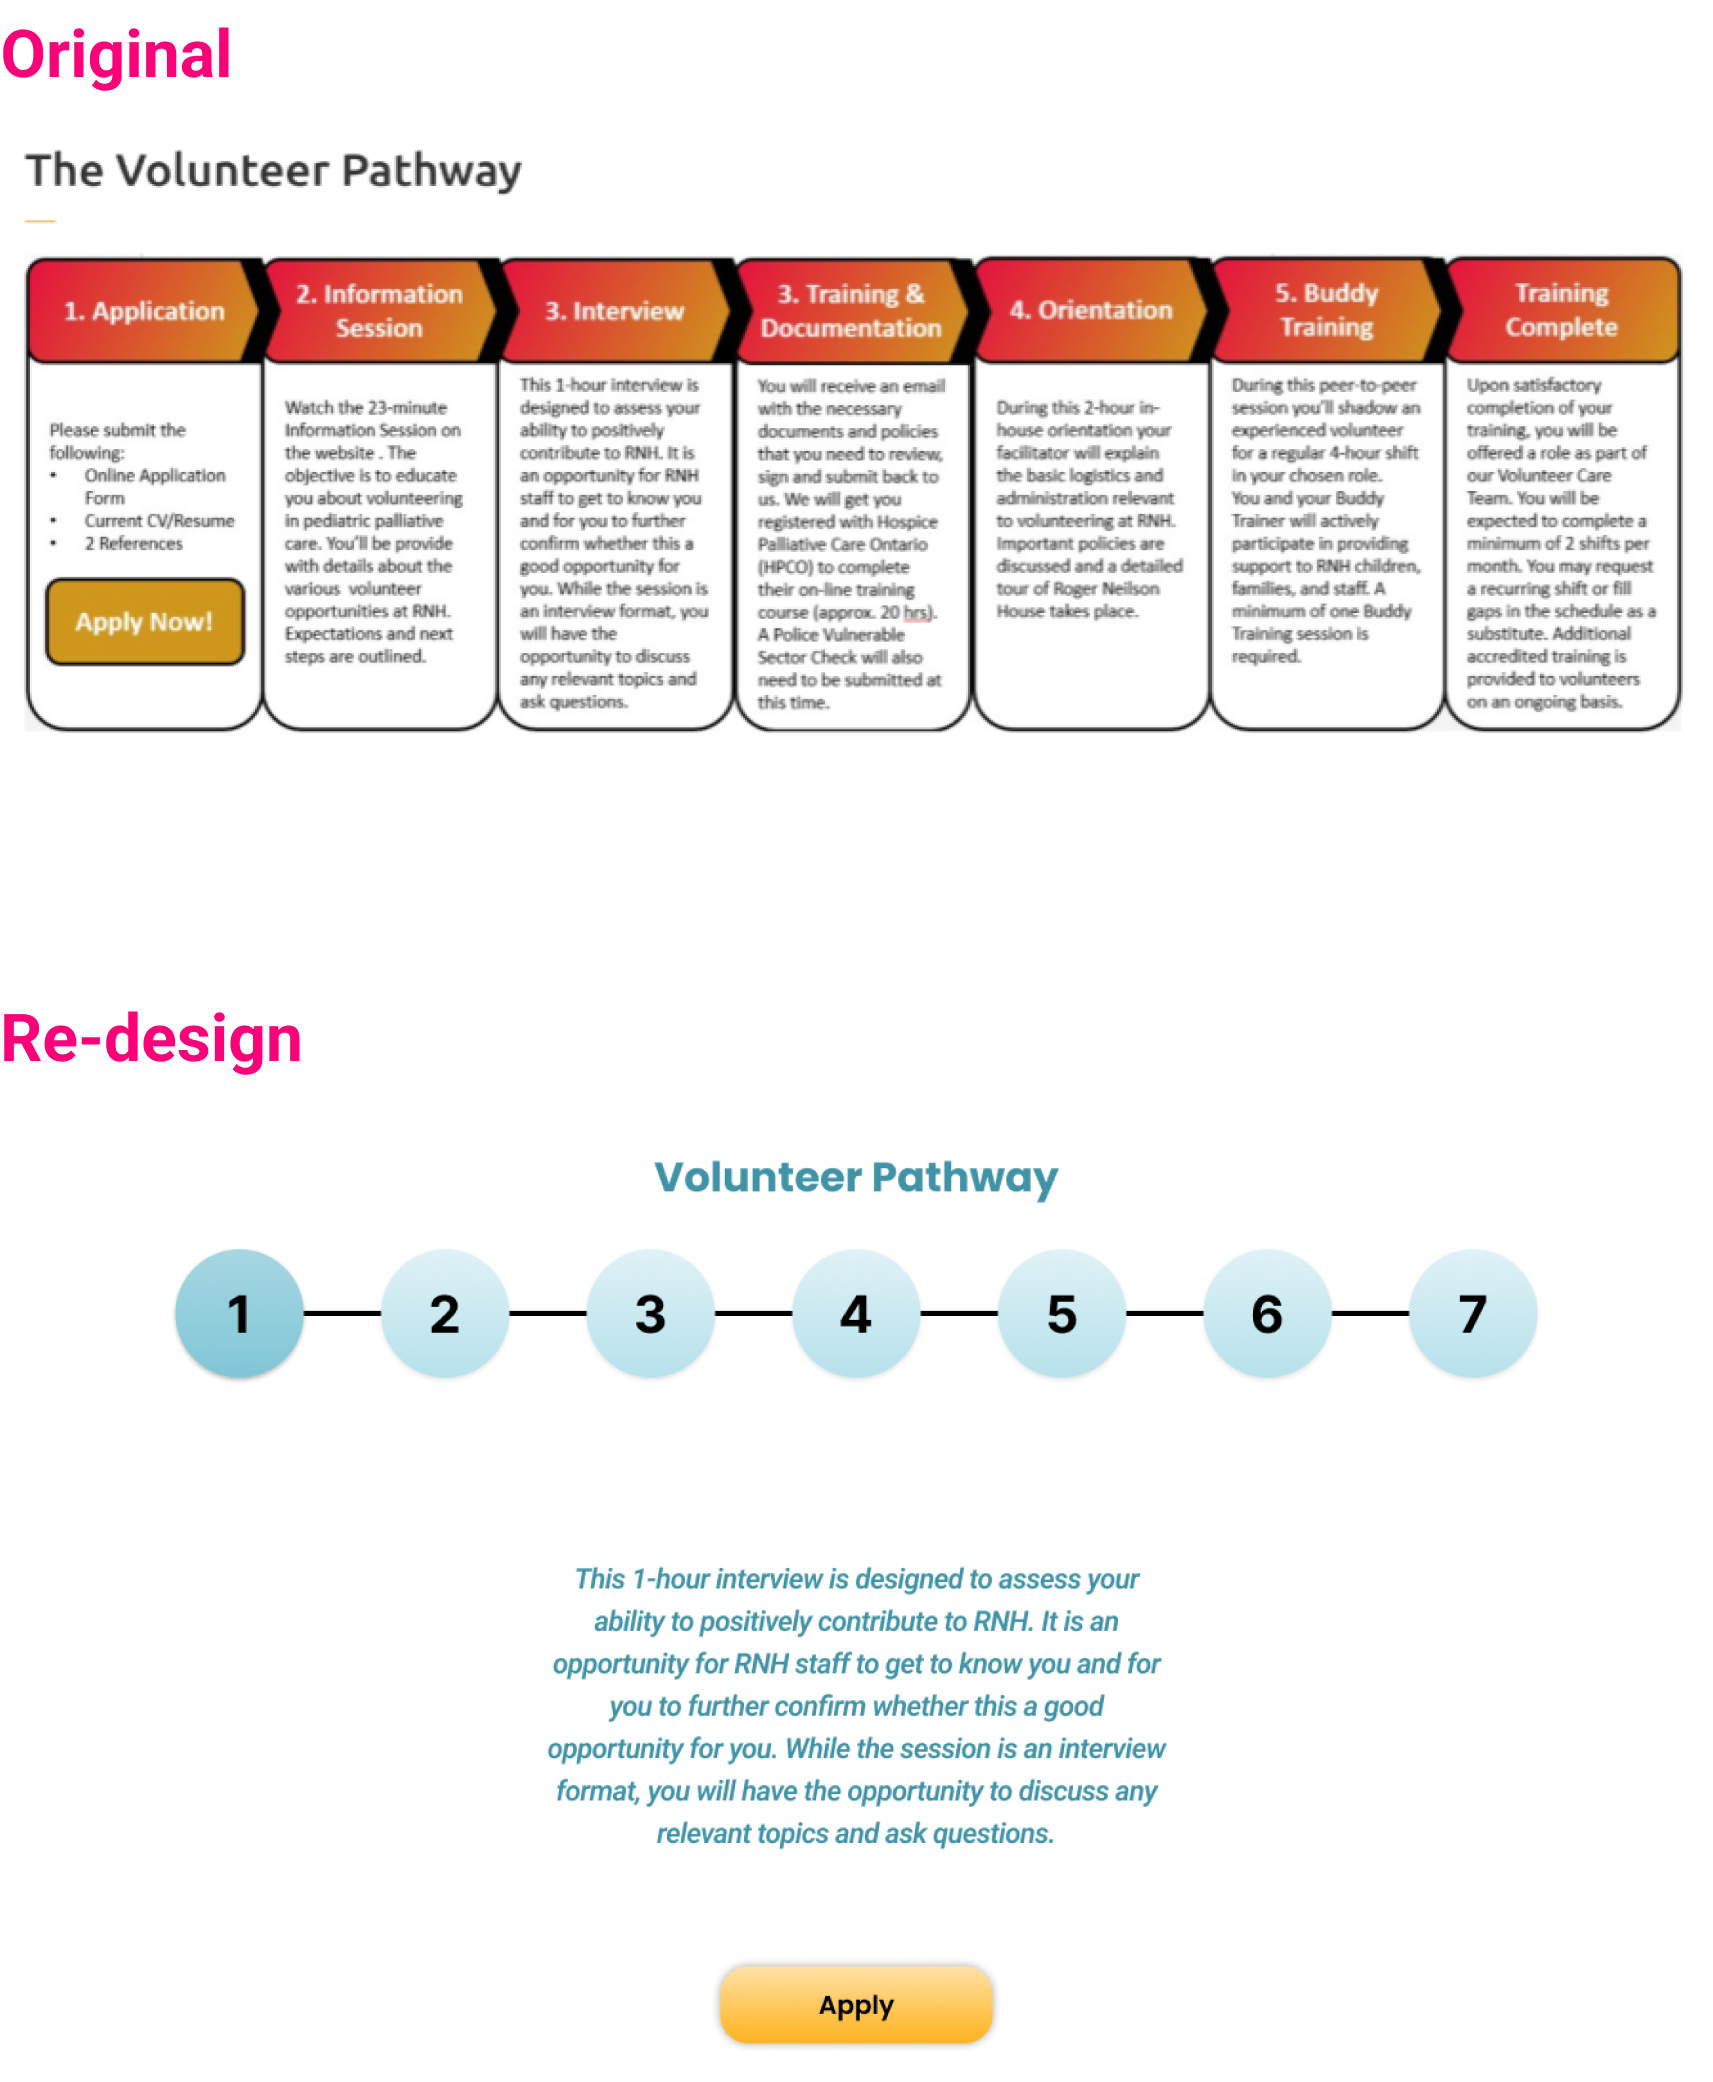 Original
The Volunteer Pathway
1. Application
Please submit the
following:
• Online Application
Form
• Current CV/Resume
• 2 References
Apply Now!
2. Information
Session
Watch the 23-minute
Information Session on
the website . The
objective is to educate
you about volunteering
in pediatric palliative
care. You'll be provide
with details about the
various  volunteer
opportunities at RNH.
Expectations and next
steps are outlined.
3. Interview
This 1-hour interview is
designed to assess your
ability to positively
contribute to RNH. It is
an opportunity for RNH
staff to get to know you
and for you to further
confirm whether this a
good opportunity for
you. While the session is
an interview format, you
will have the
opportunity to discuss
any relevant topics and
ask questions.
3. Training &
Documentation
You will receive an email
with the necessary
documents and policies
that you need to review,
sign and submit back to
us. We will get you
registered with Hospice
Palliative Care Ontario
(HPCO) to complete
their on-line training
course (approx. 20 hrs).
A Police Vulnerable
Sector Check will also
need to be submitted at
this time.
4. Orientation
During this 2-hour in-
house orientation your
facilitator will explain
the basic logistics and
administration relevant
to volunteering at RNH.
Important policies are
discussed and a detailed
tour of Roger Neilson
House takes place.
5. Buddy
Training
During this peer-to-peer
session you'll shadow an
experienced volunteer
for a regular 4-hour shift
in your chosen role.
You and your Buddy
Trainer will actively
participate in providing
support to RNH children,
families, and staff. A
minimum of one Buddy
Training session is
required.
Training
Complete
Upon satisfactory
completion of your
training, you will be
offered a role as part of
our Volunteer Care
Team. You will be
expected to complete a
minimum of 2 shifts per
month. You may request
a recurring shift or fill
gaps in the schedule as a
substitute. Additional
accredited training is
provided to volunteers
on an ongoing basis.
Re-design
Volunteer Pathway
1 2 3 4 5 6 7
This 1-hour interview is designed to assess your
ability to positively contribute to RNH. It is an
opportunity for RNH staff to get to know you and for
you to further confirm whether this a good
opportunity for you. While the session is an interview
format, you will have the opportunity to discuss any
relevant topics and ask questions.
Apply